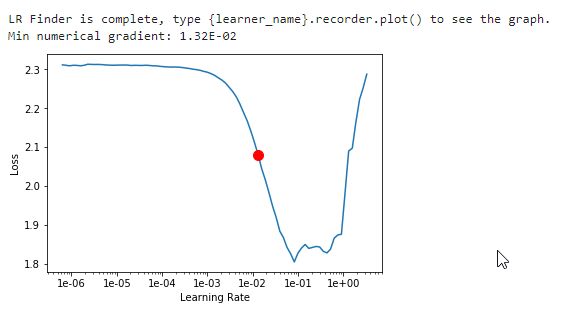 LR Finder is complete, type {learner_name}.recorder.plot() to see the graph.
Min numerical gradient: 1.32E-02
2.3
2.2
2.1
2.0
1.9
1.8
Loss
1e-06 1e-05 1e-04 1e-03 1e-02 1e-01 1e+00
Learning Rate